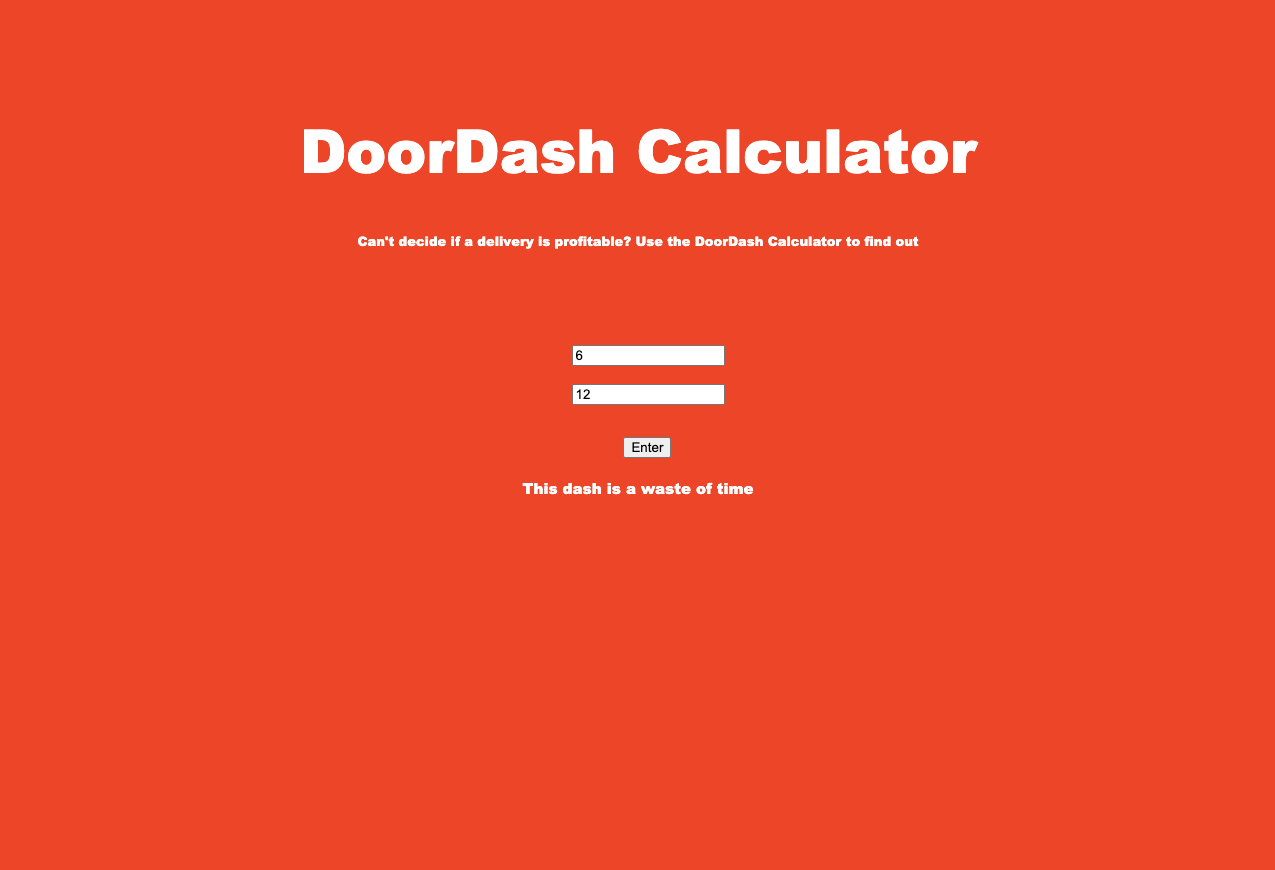 DoorDash Calculator
Can't decide if a delivery is profitable? Use the DoorDash Calculator to find out
6
12
Enter
This dash is a waste of time